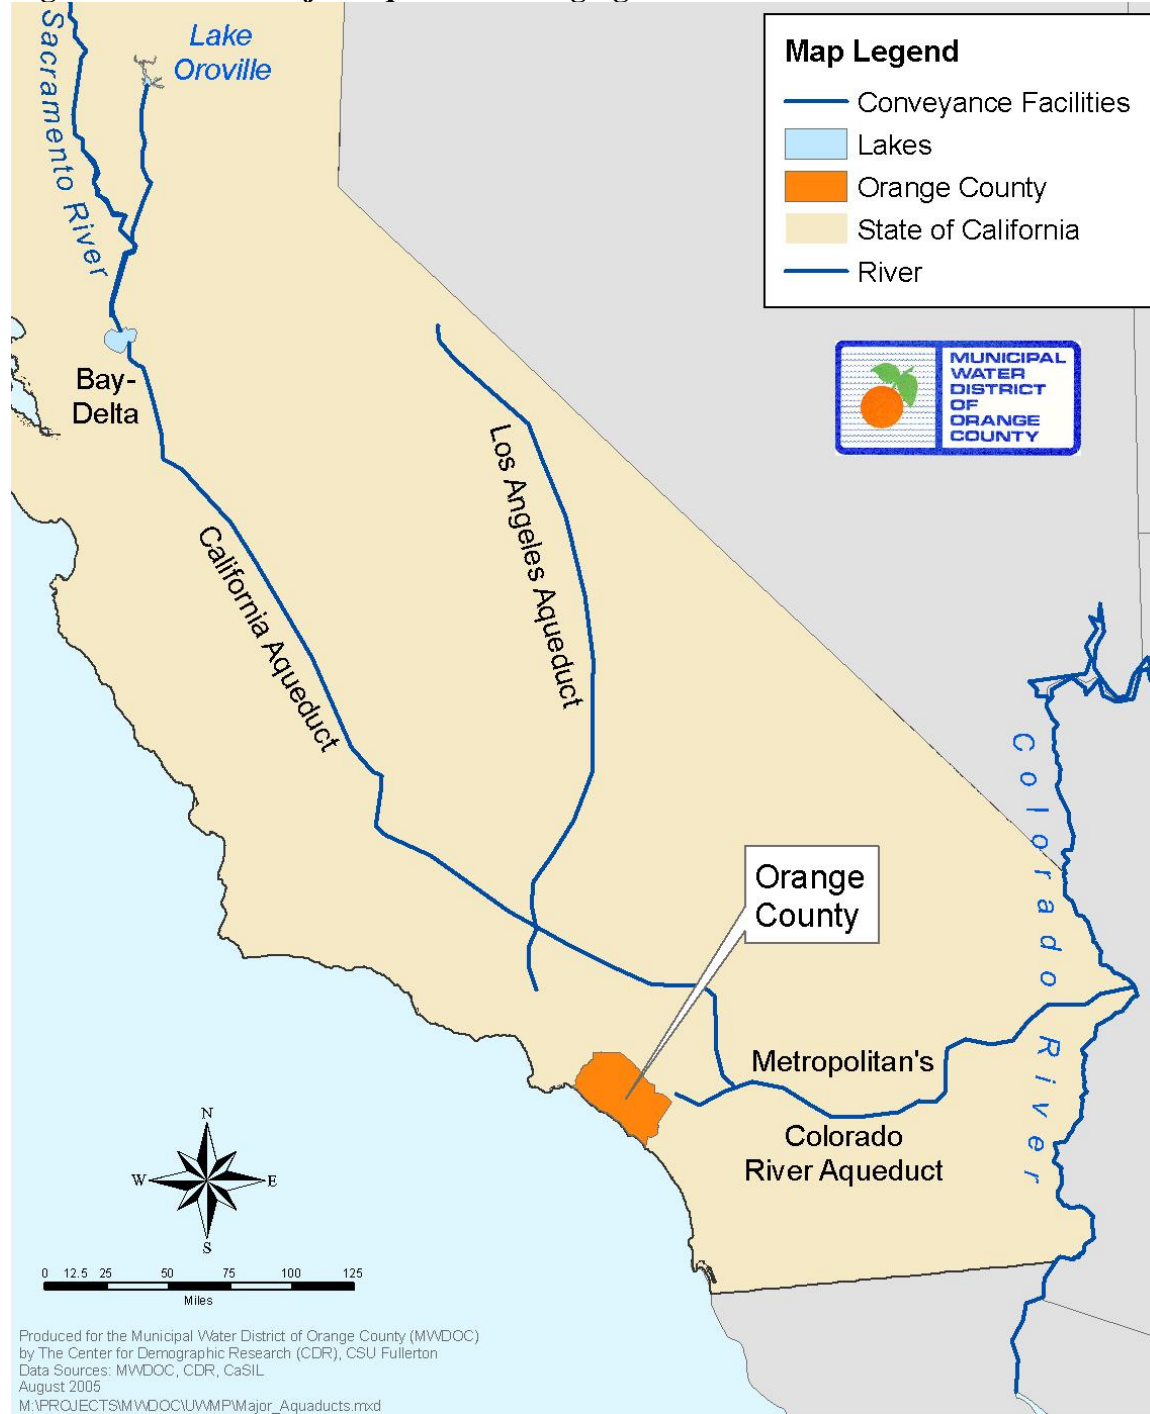 Lake
Oroville
Sacramento River
Map Legend
Conveyance Facilities
Lakes
Orange County
State of California
River
MUNICIPAL
WATER
DISTRICT
OF
ORANGE
COUNTY
Bay-
Delta
Los Angeles Aqueduct
California Aqueduct
Colorado River
Orange
County
Metropolitan's
Colorado
River Aqueduct
N
W
E
S
0 12.5 25 50 75 100 125
Miles
Produced for the Municipal Water District of Orange County (MWDOC)
by The Center for Demographic Research (CDR), CSU Fullerton
Data Sources: MWDOC, CDR, CaSIL
August 2005
M:\PROJECTS\MWDOC\UWMP\Major_Aquaducts.mxd